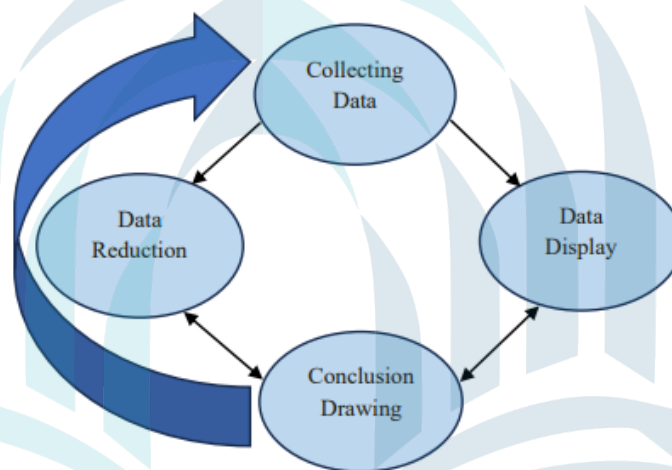 Collecting
Data
Data
Reduction
Data
Display
Conclusion
Drawing